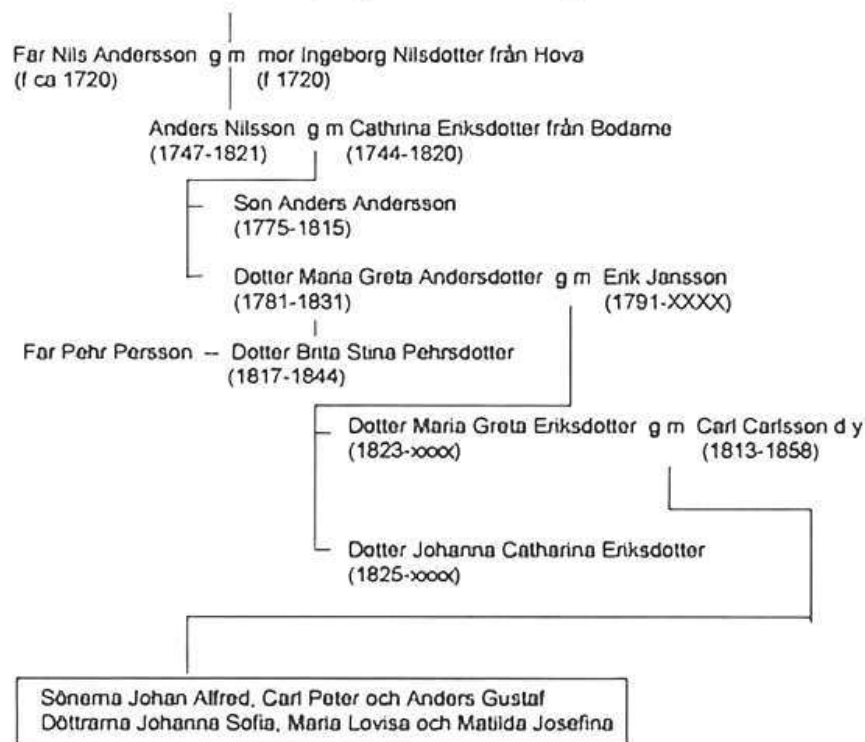 Far Nils Andersson g m mor Ingeborg Nilsdotter från Hova
(f ca 1720) (f 1720)
Anders Nilsson g m Cathrina Eriksdotter från Bodarne
(1747-1821) (1744-1820)
Son Anders Andersson
(1775-1815)
Dotter Maria Greta Andersdotter g m Erik Jansson
(1781-1831) (1791-XXXX)
Far Pehr Persson – Dotter Brita Stina Pehrsdotter
(1817-1844)
Dotter Maria Greta Eriksdotter g m Carl Carlsson d y
(1823-xxxx) (1813-1858)
Dotter Johanna Catharina Eriksdotter
(1825-xxxx)
Sönerna Johan Alfred, Carl Peter och Anders Gustaf
Döttrarna Johanna Sofia, Maria Lovisa och Matilda Josefina